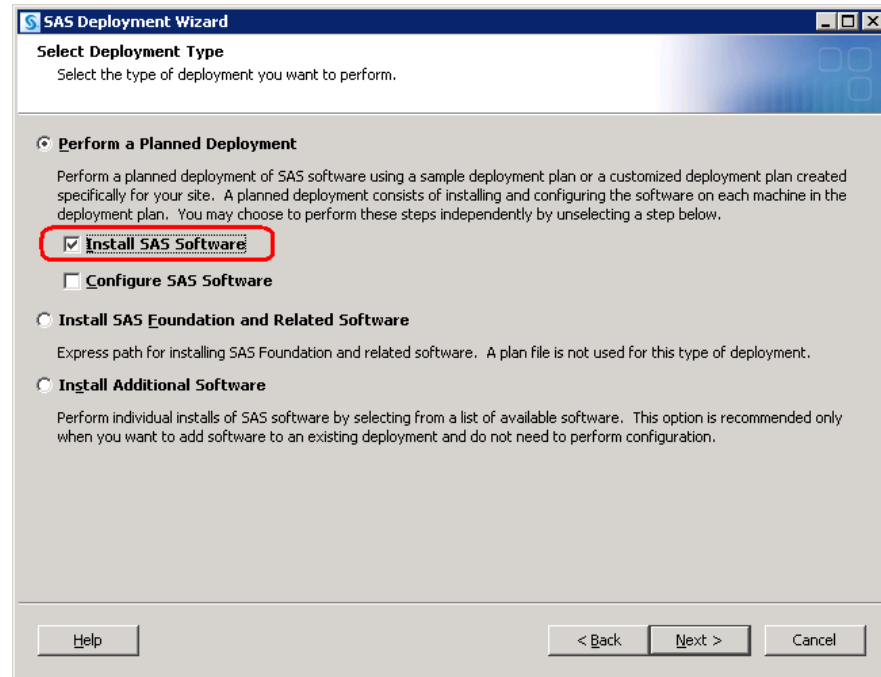 SAS Deployment Wizard
Select Deployment Type
Select the type of deployment you want to perform.
Perform a Planned Deployment
Perform a planned deployment of SAS software using a sample deployment plan or a customized deployment plan created
specifically for your site. A planned deployment consists of installing and configuring the software on each machine in the
deployment plan. You may choose to perform these steps independently by unselecting a step below.
Install SAS Software
Configure SAS Software
Install SAS Foundation and Related Software
Express path for installing SAS Foundation and related software. A plan file is not used for this type of deployment.
Install Additional Software
Perform individual installs of SAS software by selecting from a list of available software. This option is recommended only
when you want to add software to an existing deployment and do not need to perform configuration.
Help
< Back
Next >
Cancel